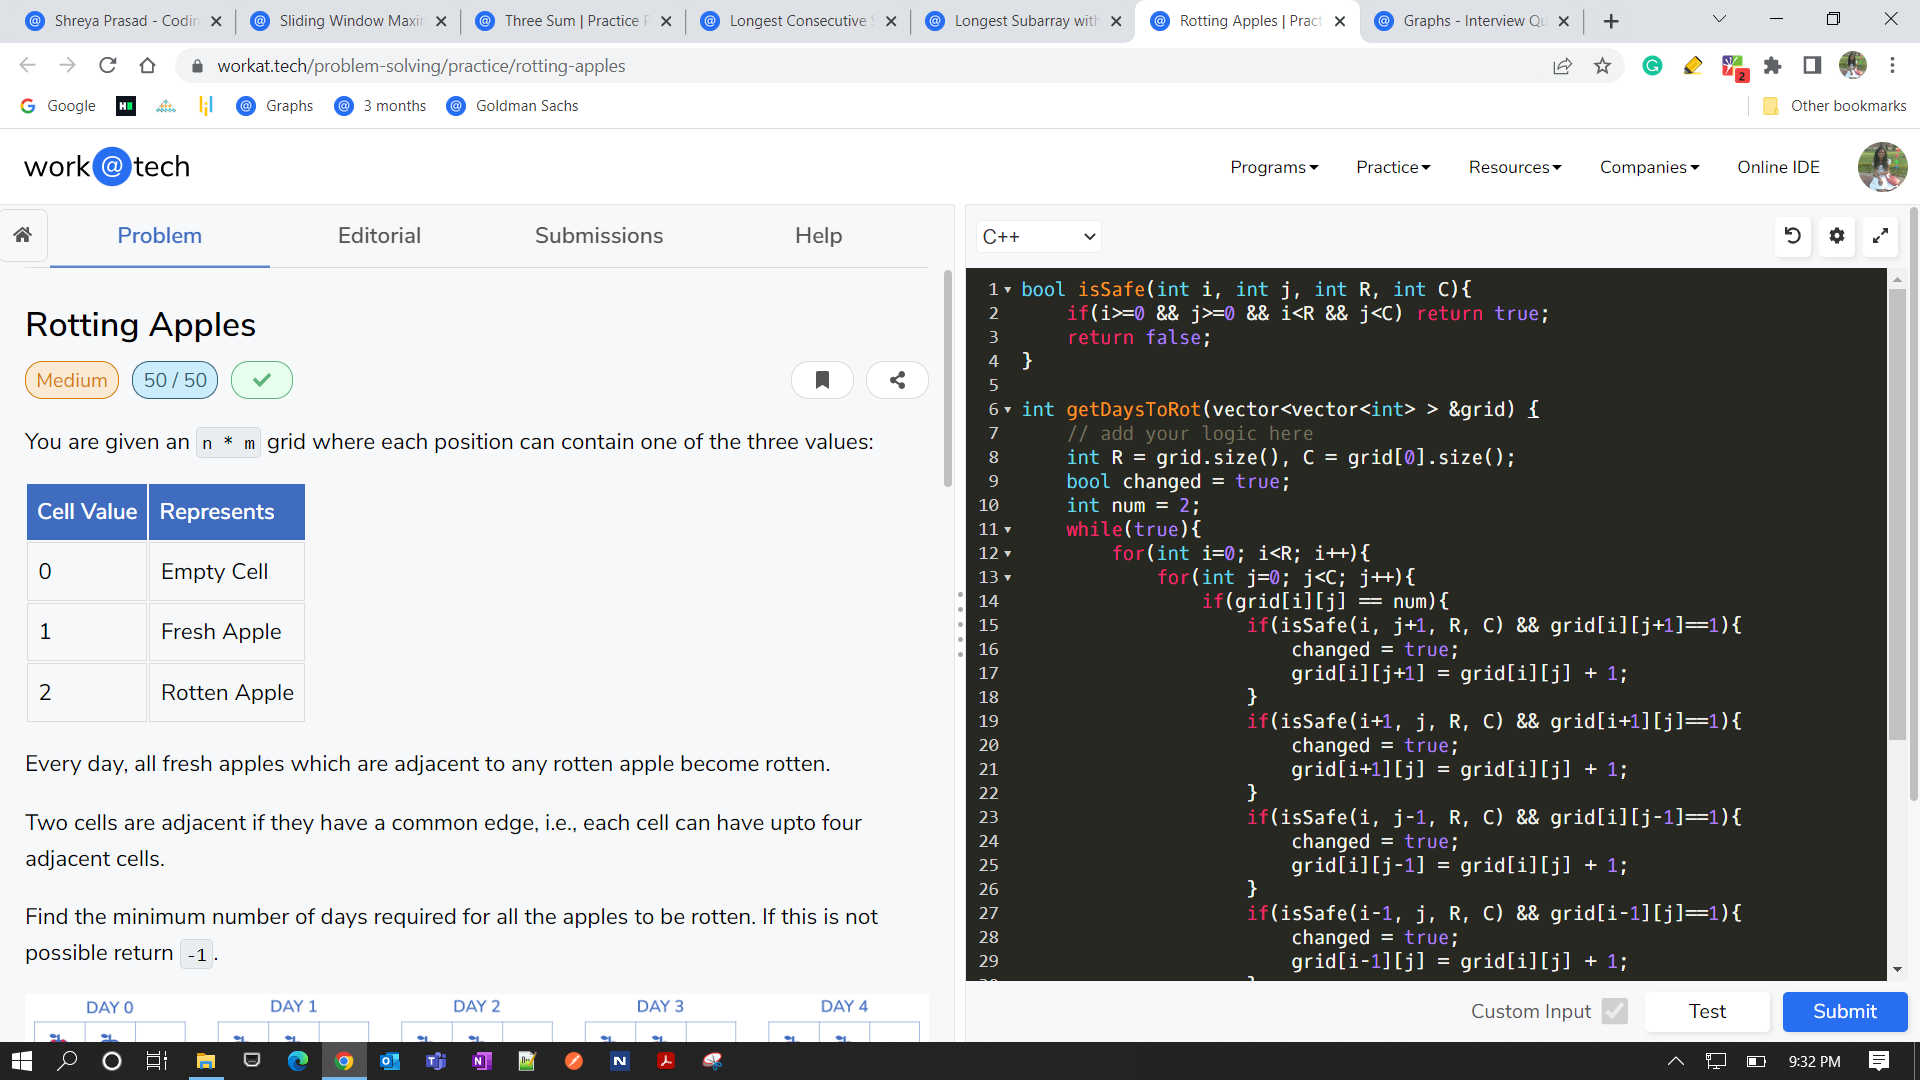 Shreya Prasad - Codin
Sliding Window Maxin
Three Sum | Practice P
Longest Consecutive S
Longest Subarray with
Rotting Apples | Pract
Graphs - Interview Qu
workat.tech/problem-solving/practice/rotting-apples
2
Google
Graphs
3 months
Goldman Sachs
Other bookmarks
work@tech
Programs
Practice
Resources
Companies
Online IDE
Problem
Editorial
Submissions
Help
C++
Rotting Apples
Medium
50 / 50
You are given an n * m grid where each position can contain one of the three values:
Cell Value Represents
0 Empty Cell
1 Fresh Apple
2 Rotten Apple
Every day, all fresh apples which are adjacent to any rotten apple become rotten.
Two cells are adjacent if they have a common edge, i.e., each cell can have upto four
adjacent cells.
Find the minimum number of days required for all the apples to be rotten. If this is not
possible return -1.
DAY 0 DAY 1 DAY 2 DAY 3 DAY 4
1 bool isSafe(int i, int j, int R, int C){
2 if(i>=0 && j>=0 && i<R && j<C) return true;
3 return false;
4 }
5
6 int getDaysToRot(vector<vector<int> > &grid) {
7 // add your logic here
8 int R = grid.size(), C = grid[0].size();
9 bool changed = true;
10 int num = 2;
11 while(true){
12 for(int i=0; i<R; i++){
13 for(int j=0; j<C; j++){
14 if(grid[i][j] == num){
15 if(isSafe(i, j+1, R, C) && grid[i][j+1]==1){
16 changed = true;
17 grid[i][j+1] = grid[i][j] + 1;
18 }
19 if(isSafe(i+1, j, R, C) && grid[i+1][j]==1){
20 changed = true;
21 grid[i+1][j] = grid[i][j] + 1;
22 }
23 if(isSafe(i, j-1, R, C) && grid[i][j-1]==1){
24 changed = true;
25 grid[i][j-1] = grid[i][j] + 1;
26 }
27 if(isSafe(i-1, j, R, C) && grid[i-1][j]==1){
28 changed = true;
29 grid[i-1][j] = grid[i][j] + 1;
Custom Input
Test
Submit
9:32 PM